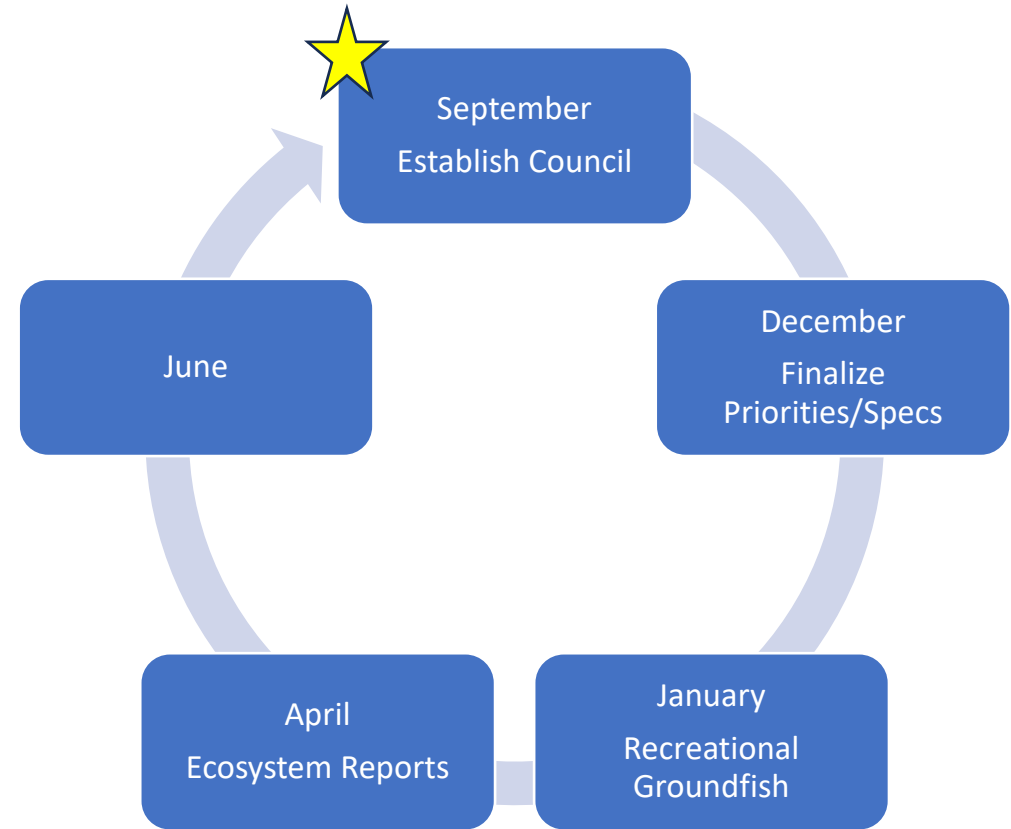 September
Establish Council
December
Finalize
Priorities/Specs
January
Recreational
Groundfish
April
Ecosystem Reports
June